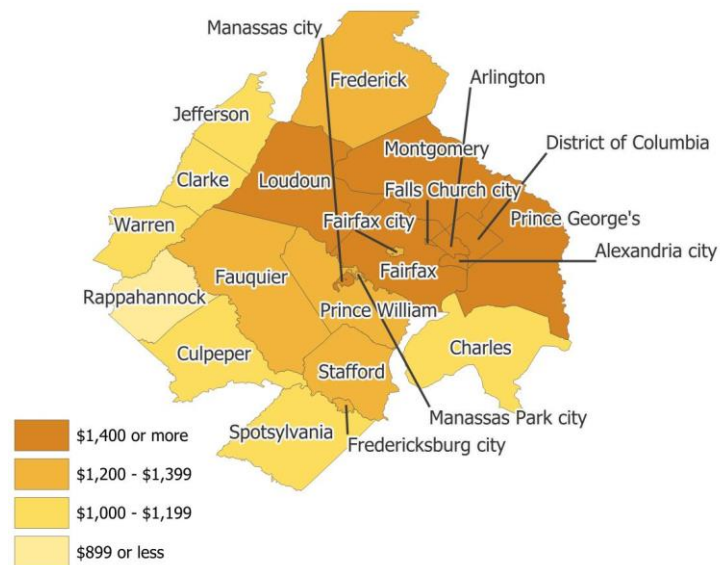 Manassas city
Frederick
Arlington
Jefferson
Montgomery
District of Columbia
Clarke
Loudoun
Falls Church city
Warren
Fairfax city
Prince George's
Fauquier
Fairfax
Alexandria city
Rappahannock
Prince William
Culpeper
Stafford
Charles
Manassas Park city
Spotsylvania
Fredericksburg city
$1,400 or more
$1,200 - $1,399
$1,000 - $1,199
$899 or less